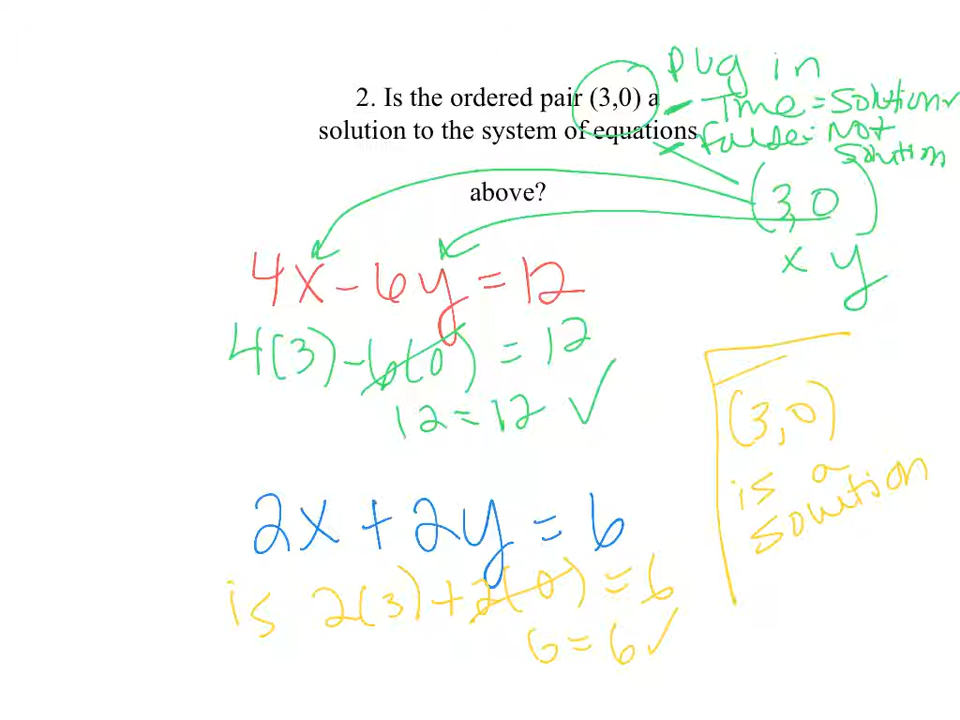 2. Is the ordered pair (3,0) a
solution to the system of equations
above?
Plug in
- True = Solution
- False = Not
Solution
(3,0)
x y
4x - 6y = 12
4(3) - 6(0) = 12
12 = 12 ✓
2x + 2y = 6
is 2(3) + 2(0) = 6
6 = 6 ✓
(3,0)
is a
solution